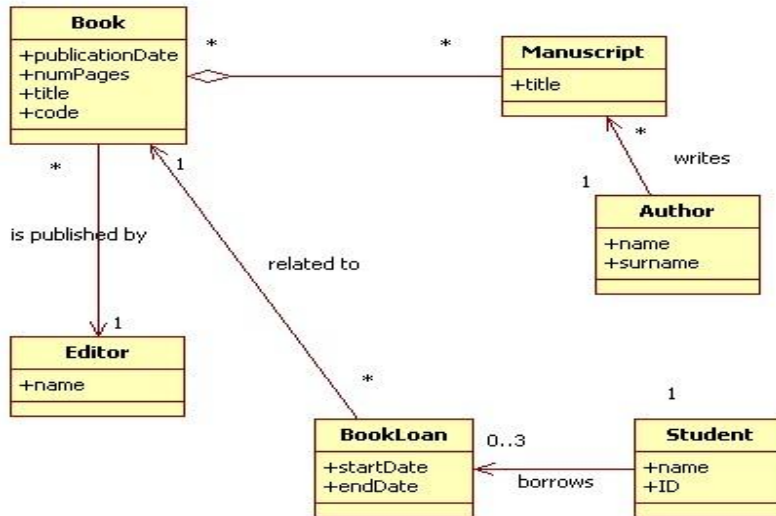 Book
+publicationDate
+numPages
+title
+code
*
*
Manuscript
+title
*
writes
1
Author
+name
+surname
*
1
is published by
related to
1
Editor
+name
*
BookLoan
+startDate
+endDate
0..3
borrows
1
Student
+name
+ID